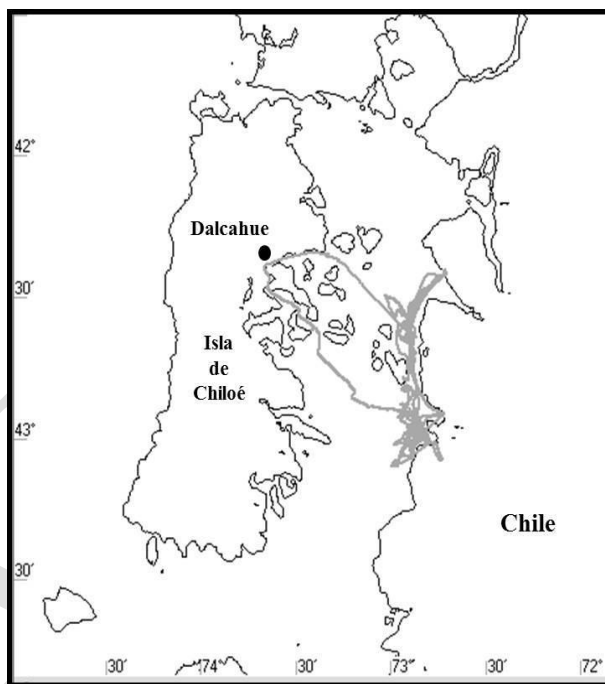 42°
Dalcahue
30′
Isla
de
Chiloé
43°
Chile
30′
30′ 74° 30′ 73° 30′ 72°